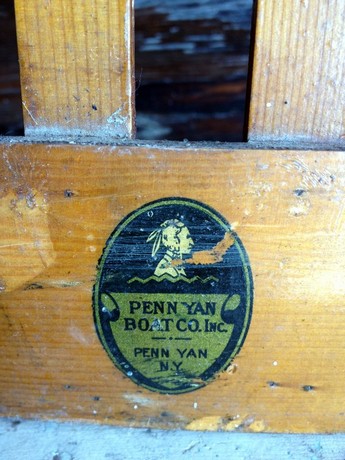 PENN YAN
BOAT CO. INC.
PENN YAN
N.Y.